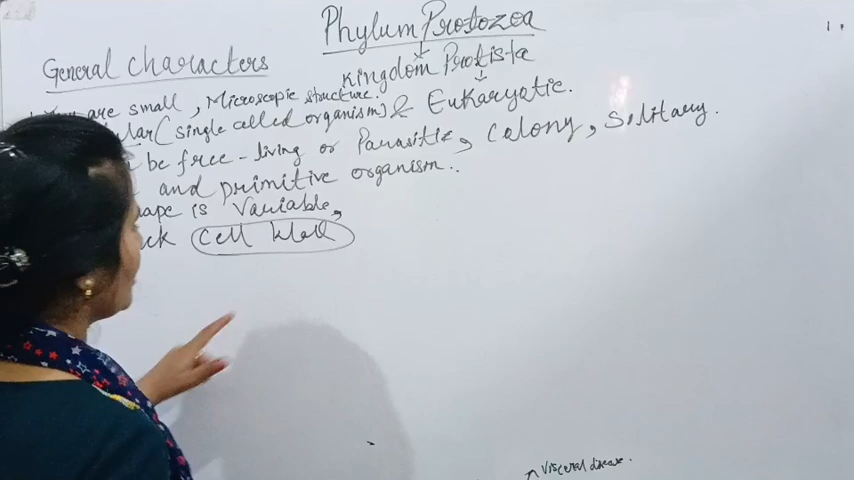 Phylum Protozoa
General characters
Kingdom Protista
are small, Microscopic structure.
(single called organism) & Eukaryotic.
be free-living or Parasitic, Colony, Solitary.
and primitive organism..
is Variable,
Cell Wall
Visceral disease.